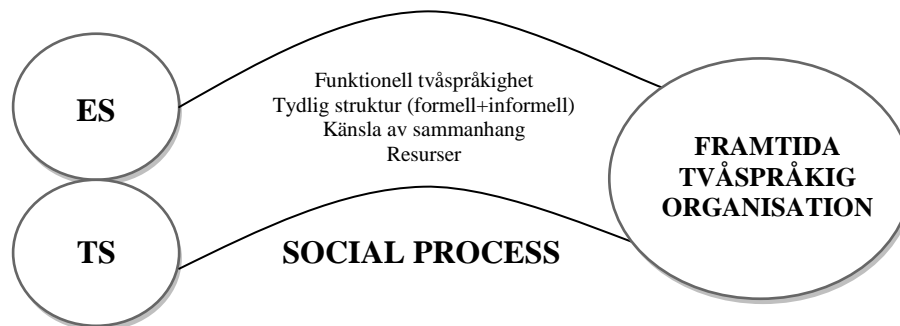 ES
TS
Funktionell tvåspråkighet
Tydlig struktur (formell+informell)
Känsla av sammanhang
Resurser
SOCIAL PROCESS
FRAMTIDA
TVÅSPRÅKIG
ORGANISATION